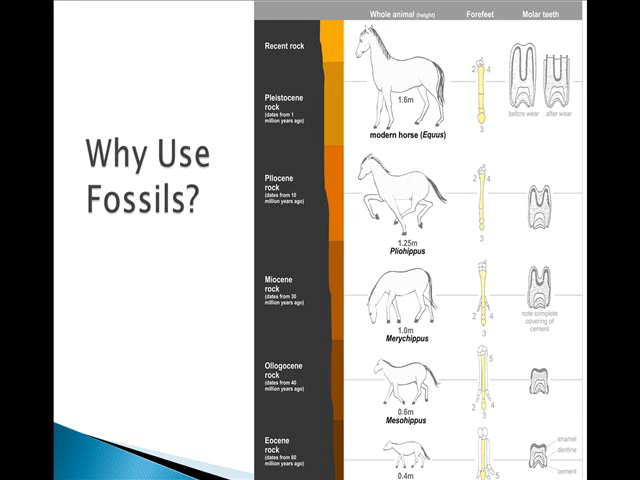 Whole animal (height) Forefeet Molar teeth
Why Use
Fossils?
Recent rock
2 4
3
1.6m
before wear after wear
modern horse (Equus)
Pleistocene
rock
(dates from 1
million years ago)
Pliocene
rock
(dates from 10
million years ago)
2 4
3
1.25m
Pliohippus
Miocene
rock
(dates from 30
million years ago)
2 4
3
note complete
covering of
cement
1.0m
Merychippus
Ollogocene
rock
(dates from 40
million years ago)
5
2 4
3
0.6m
Mesohippus
Eocene
rock
(dates from 60
million years ago)
5
enamel
dentine
cement
0.4m